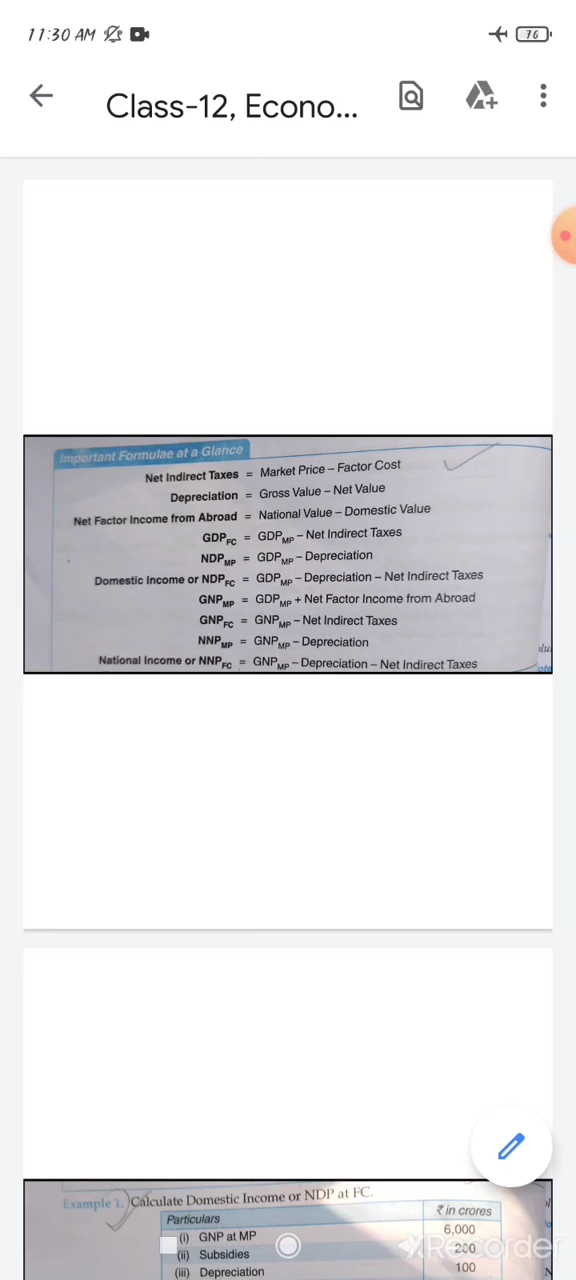 11:30 AM
76
Class-12, Econo...
Important Formulae at a Glance
Net Indirect Taxes = Market Price – Factor Cost
Depreciation = Gross Value – Net Value
Net Factor Income from Abroad = National Value – Domestic Value
GDPFC = GDPMP – Net Indirect Taxes
NDPMP = GDPMP – Depreciation
Domestic Income or NDPFC = GDPMP – Depreciation – Net Indirect Taxes
GNPMP = GDPMP + Net Factor Income from Abroad
GNPFC = GNPMP – Net Indirect Taxes
NNPMP = GNPMP – Depreciation
National Income or NNPFC = GNPMP – Depreciation – Net Indirect Taxes
Example 1. Calculate Domestic Income or NDP at FC.
Particulars ₹ in crores
(i) GNP at MP 6,000
(ii) Subsidies 200
(iii) Depreciation 100
XRecorder